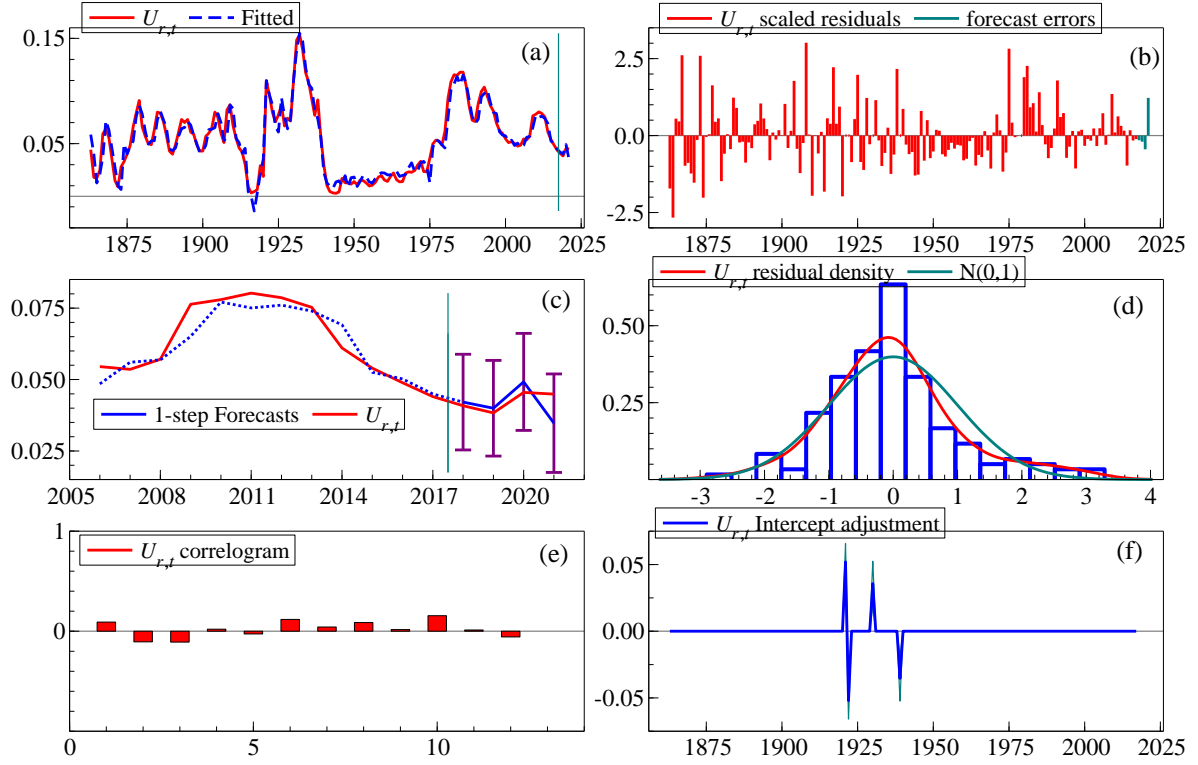 U_{r,t} Fitted
(a)
0.15
0.05
1875 1900 1925 1950 1975 2000 2025
U_{r,t} scaled residuals forecast errors
(b)
2.5
0.0
-2.5
1875 1900 1925 1950 1975 2000 2025
(c)
0.075
0.050
0.025
1-step Forecasts U_{r,t}
2005 2008 2011 2014 2017 2020
U_{r,t} residual density N(0,1)
(d)
0.50
0.25
-3 -2 -1 0 1 2 3 4
U_{r,t} correlogram
(e)
1
0
0 5 10
U_{r,t} Intercept adjustment
(f)
0.05
0.00
-0.05
1875 1900 1925 1950 1975 2000 2025